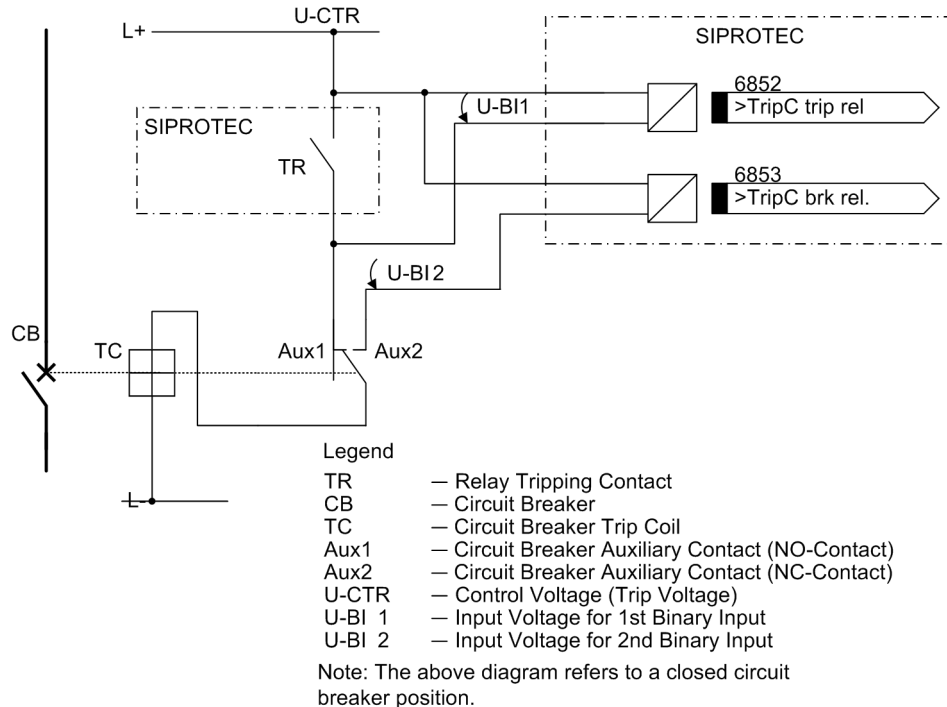 U-CTR
L+
SIPROTEC
6852
>TripC trip rel
U-BI1
SIPROTEC
TR
6853
>TripC brk rel.
U-BI2
CB
TC
Aux1
Aux2
L-
Legend
TR — Relay Tripping Contact
CB — Circuit Breaker
TC — Circuit Breaker Trip Coil
Aux1 — Circuit Breaker Auxiliary Contact (NO-Contact)
Aux2 — Circuit Breaker Auxiliary Contact (NC-Contact)
U-CTR — Control Voltage (Trip Voltage)
U-BI 1 — Input Voltage for 1st Binary Input
U-BI 2 — Input Voltage for 2nd Binary Input
Note: The above diagram refers to a closed circuit
breaker position.